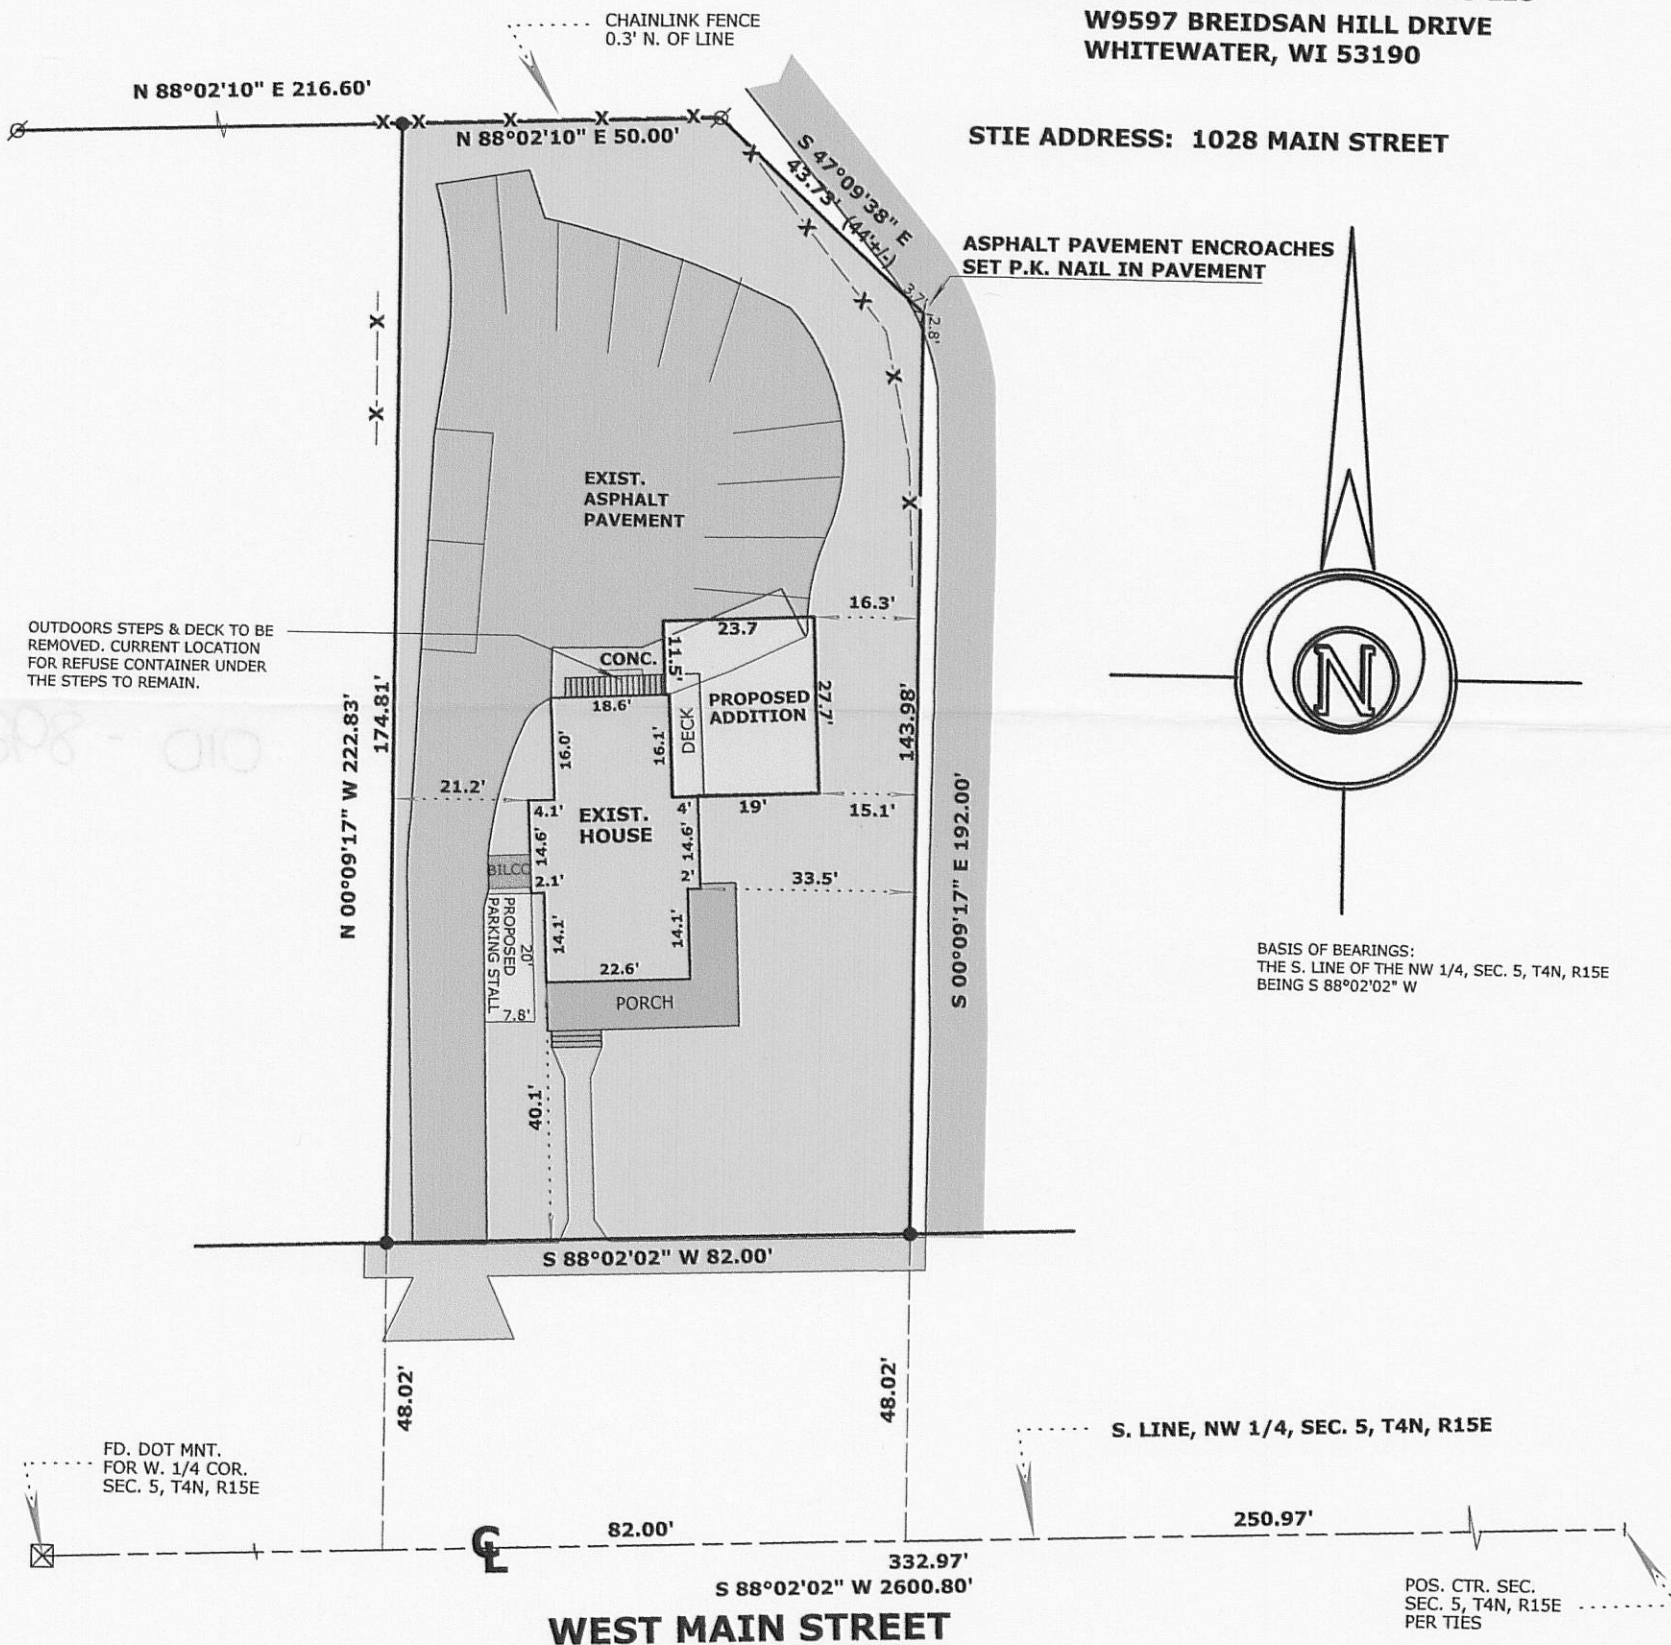 CHAINLINK FENCE
0.3' N. OF LINE
W9597 BREIDSAN HILL DRIVE
WHITEWATER, WI 53190
N 88°02'10" E 216.60'
N 88°02'10" E 50.00'
STIE ADDRESS: 1028 MAIN STREET
S 47°09'38" E
43.73' (44'+/-)
ASPHALT PAVEMENT ENCROACHES
SET P.K. NAIL IN PAVEMENT
3.7'
2.8'
EXIST.
ASPHALT
PAVEMENT
OUTDOORS STEPS & DECK TO BE
REMOVED. CURRENT LOCATION
FOR REFUSE CONTAINER UNDER
THE STEPS TO REMAIN.
16.3'
23.7
11.5'
CONC.
18.6'
PROPOSED
ADDITION
27.7'
DECK
16.0'
16.1'
N 00°09'17" W 222.83'
174.81'
143.98'
S 00°09'17" E 192.00'
21.2'
4.1'
4'
19'
15.1'
EXIST.
HOUSE
14.6'
14.6'
BILCO
2.1'
2'
33.5'
PROPOSED
PARKING STALL
20'
7.8'
14.1'
14.1'
22.6'
PORCH
40.1'
N
BASIS OF BEARINGS:
THE S. LINE OF THE NW 1/4, SEC. 5, T4N, R15E
BEING S 88°02'02" W
S 88°02'02" W 82.00'
48.02'
48.02'
FD. DOT MNT.
FOR W. 1/4 COR.
SEC. 5, T4N, R15E
S. LINE, NW 1/4, SEC. 5, T4N, R15E
CL
82.00'
250.97'
332.97'
S 88°02'02" W 2600.80'
POS. CTR. SEC.
SEC. 5, T4N, R15E
PER TIES
WEST MAIN STREET